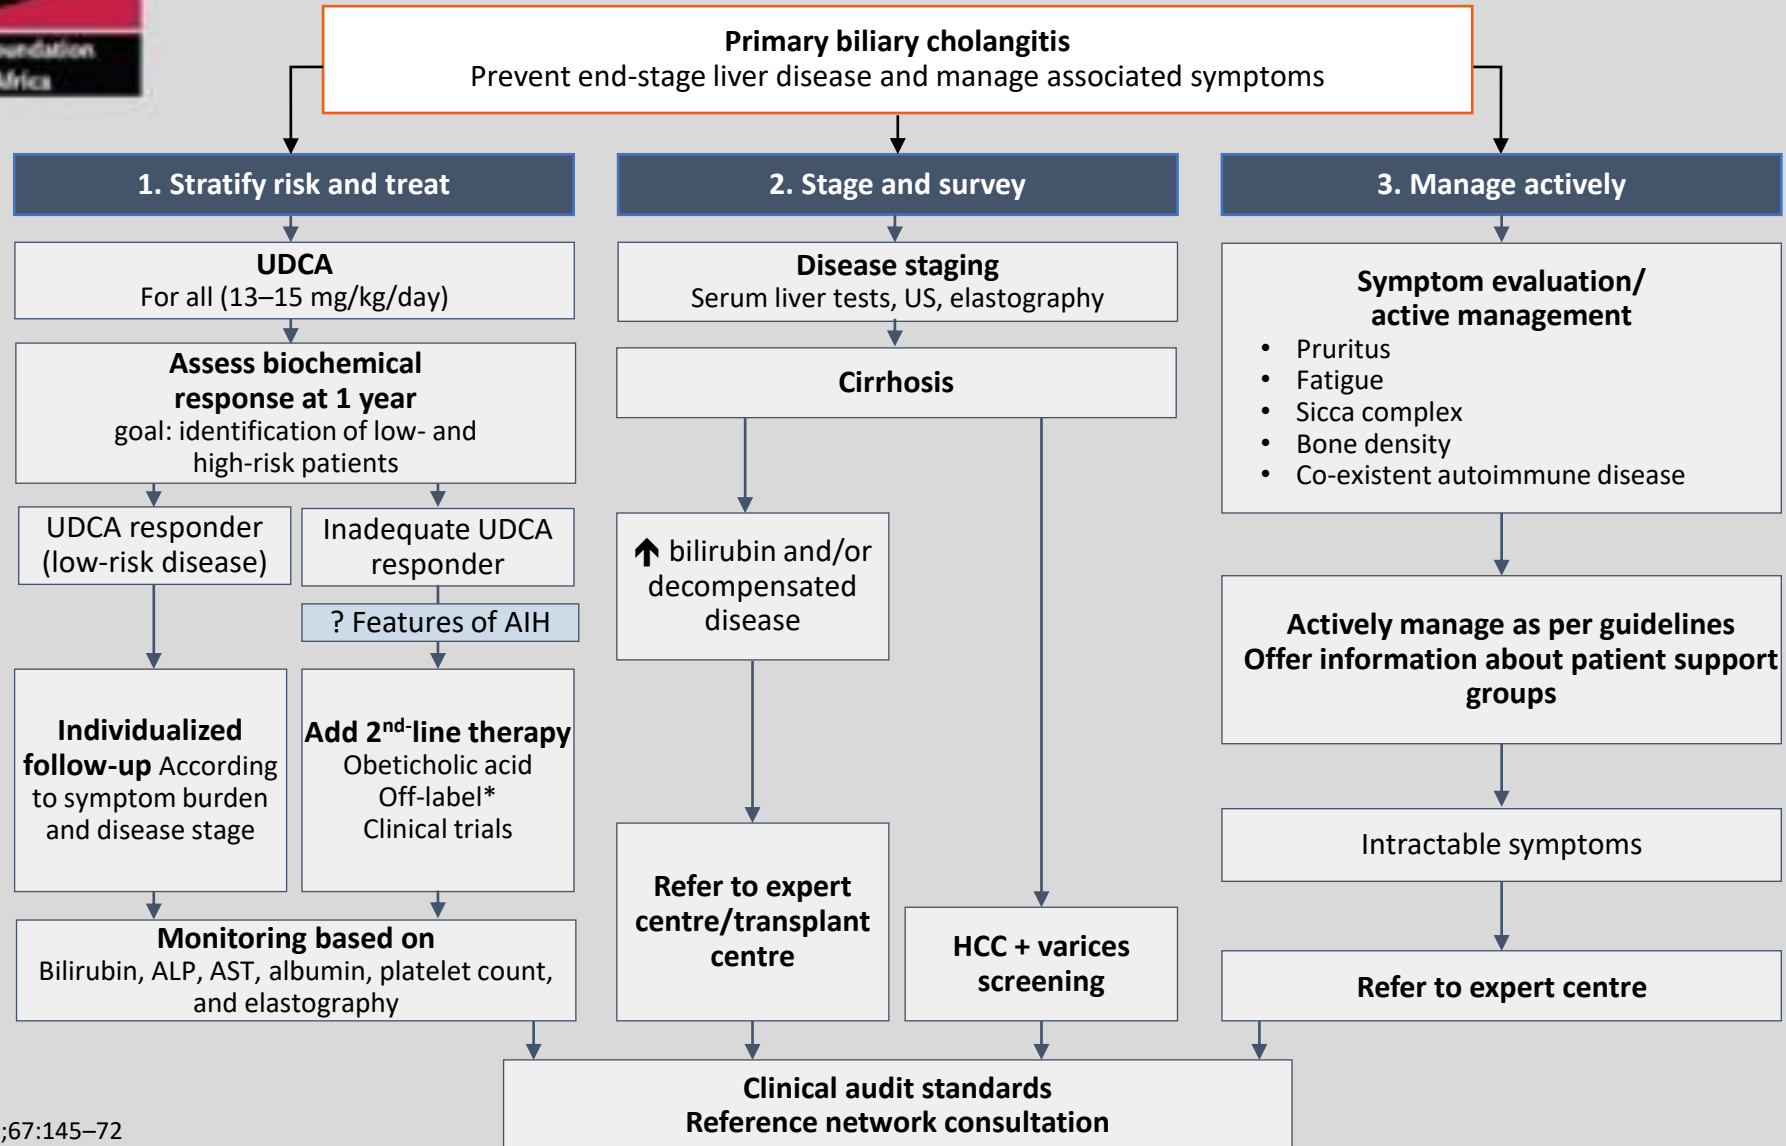 oundation
Africa
Primary biliary cholangitis
Prevent end-stage liver disease and manage associated symptoms
1. Stratify risk and treat
UDCA
For all (13–15 mg/kg/day)
Assess biochemical
response at 1 year
goal: identification of low- and
high-risk patients
UDCA responder
(low-risk disease)
Inadequate UDCA
responder
? Features of AIH
Individualized
follow-up According
to symptom burden
and disease stage
Add 2nd-line therapy
Obeticholic acid
Off-label*
Clinical trials
Monitoring based on
Bilirubin, ALP, AST, albumin, platelet count,
and elastography
2. Stage and survey
Disease staging
Serum liver tests, US, elastography
Cirrhosis
↑ bilirubin and/or
decompensated
disease
Refer to expert
centre/transplant
centre
HCC + varices
screening
3. Manage actively
Symptom evaluation/
active management
• Pruritus
• Fatigue
• Sicca complex
• Bone density
• Co-existent autoimmune disease
Actively manage as per guidelines
Offer information about patient support
groups
Intractable symptoms
Refer to expert centre
Clinical audit standards
Reference network consultation
;67:145–72